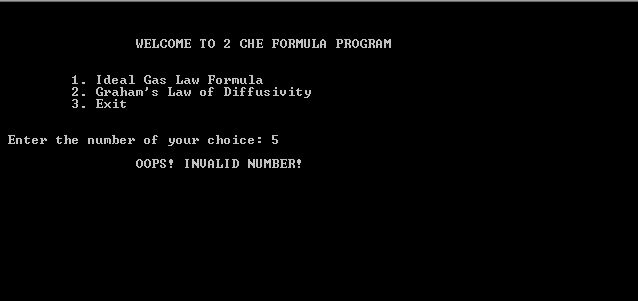 WELCOME TO 2 CHE FORMULA PROGRAM
1. Ideal Gas Law Formula
2. Graham's Law of Diffusivity
3. Exit
Enter the number of your choice: 5
OOPS! INVALID NUMBER!